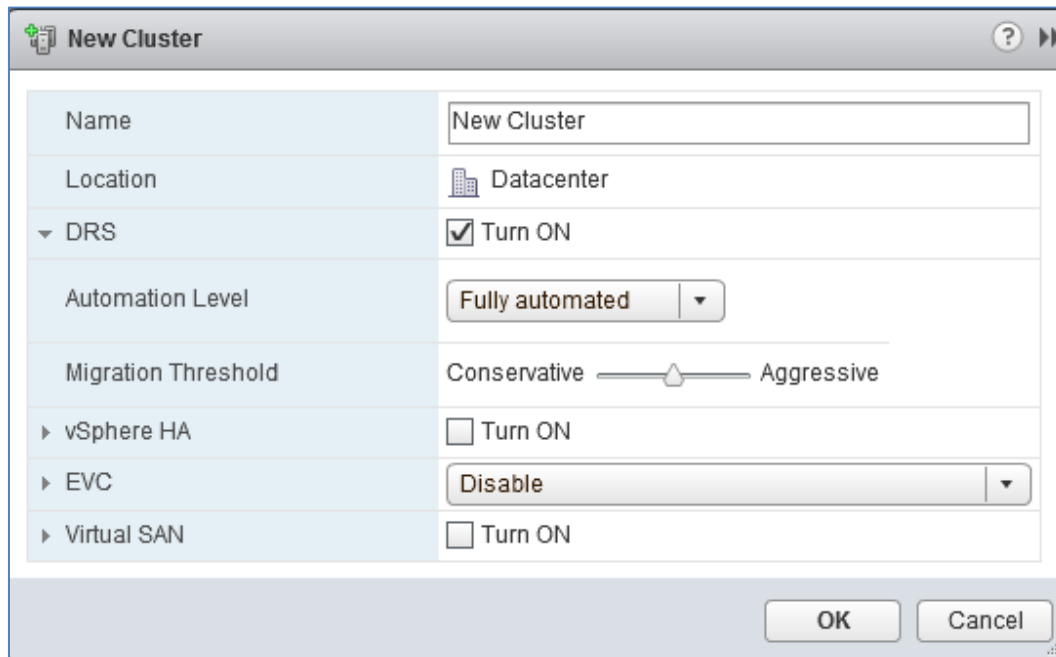 New Cluster
Name New Cluster
Location Datacenter
DRS Turn ON
Automation Level Fully automated
Migration Threshold Conservative Aggressive
vSphere HA Turn ON
EVC Disable
Virtual SAN Turn ON
OK Cancel